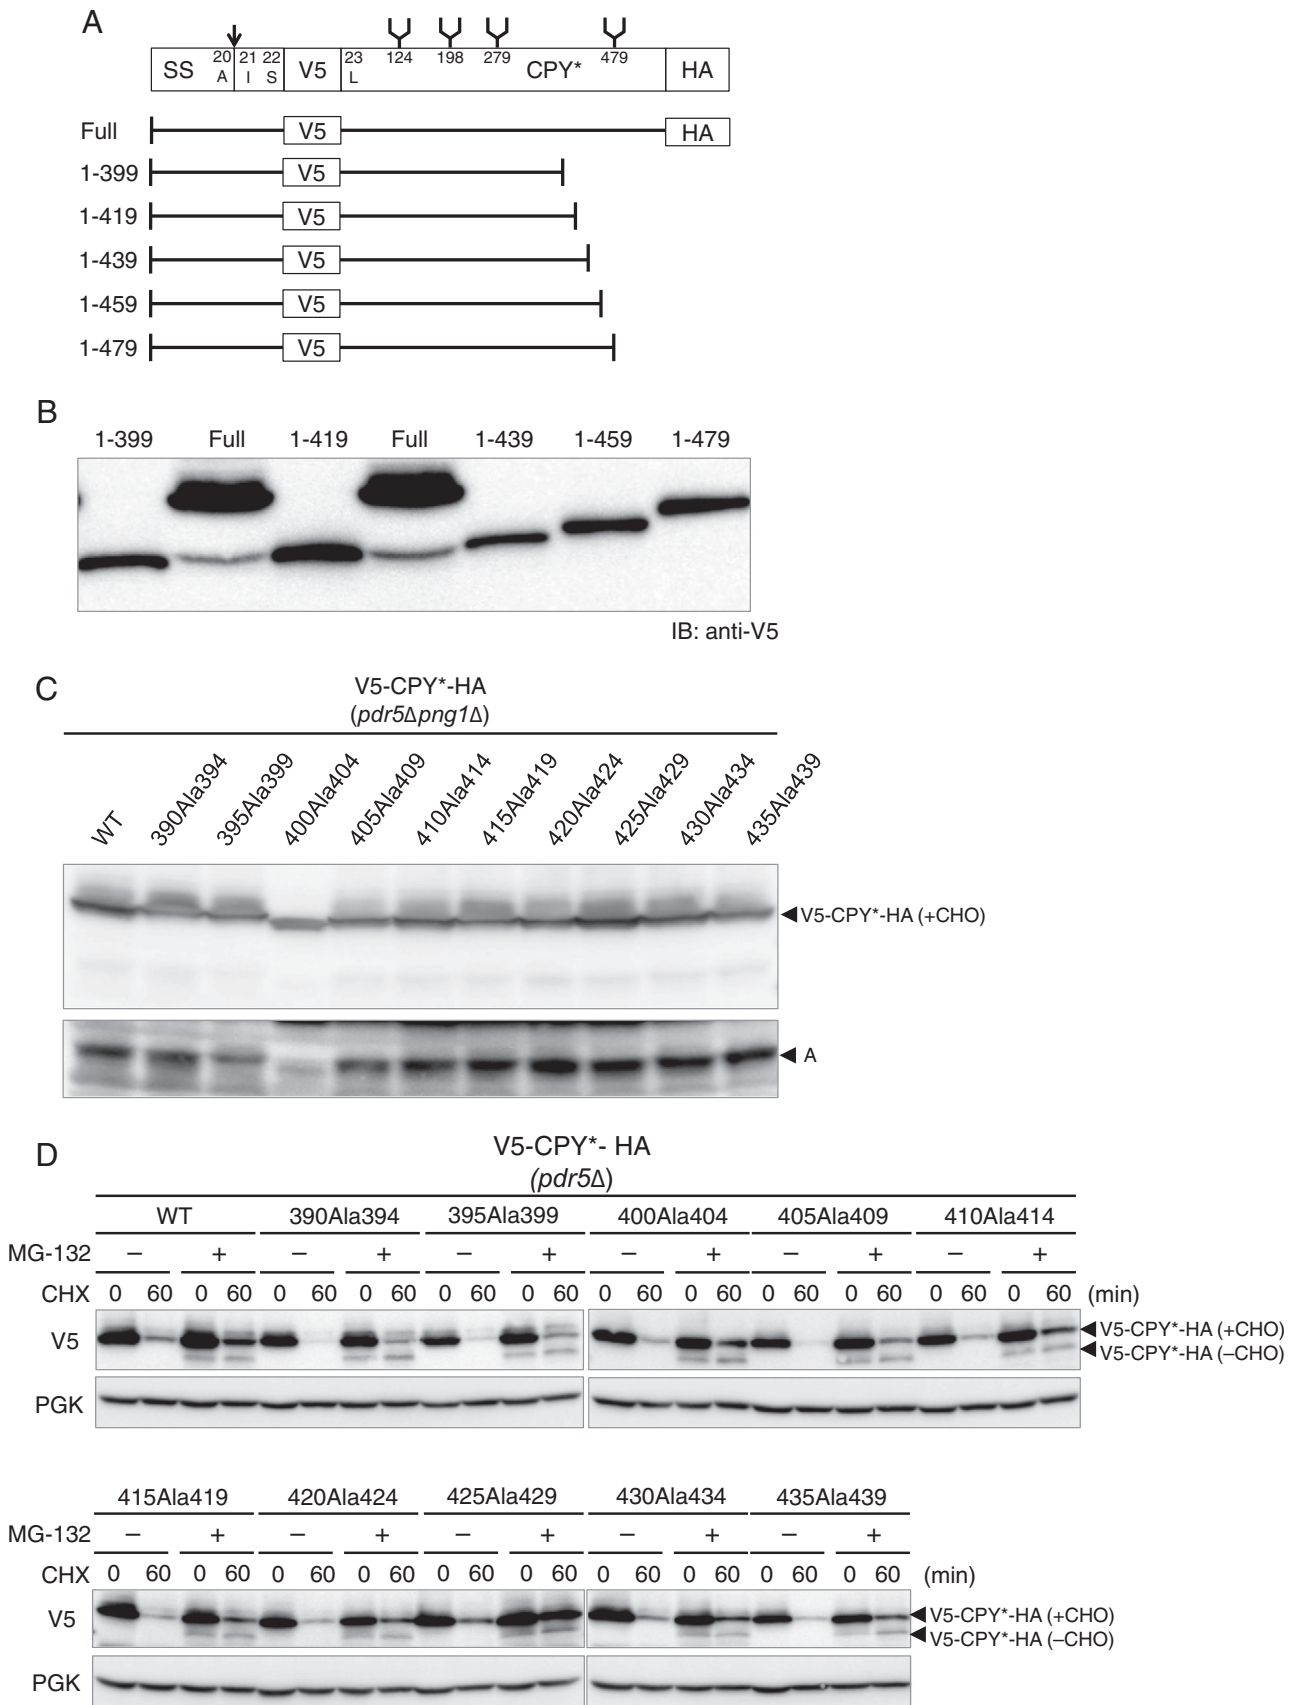 A
SS 20 A 21 I 22 S V5 23 L 124 198 279 CPY* 479 HA
Full V5 HA
1-399 V5
1-419 V5
1-439 V5
1-459 V5
1-479 V5
B
1-399 Full 1-419 Full 1-439 1-459 1-479
IB: anti-V5
C
V5-CPY*-HA
(pdr5Δpng1Δ)
WT 390Ala394 395Ala399 400Ala404 405Ala409 410Ala414 415Ala419 420Ala424 425Ala429 430Ala434 435Ala439
V5-CPY*-HA (+CHO)
A
D
V5-CPY*- HA
(pdr5Δ)
WT 390Ala394 395Ala399 400Ala404 405Ala409 410Ala414
MG-132 – + – + – + – + – + – +
CHX 0 60 0 60 0 60 0 60 0 60 0 60 0 60 0 60 0 60 0 60 0 60 0 60 (min)
V5
V5-CPY*-HA (+CHO)
V5-CPY*-HA (–CHO)
PGK
415Ala419 420Ala424 425Ala429 430Ala434 435Ala439
MG-132 – + – + – + – + – +
CHX 0 60 0 60 0 60 0 60 0 60 0 60 0 60 0 60 0 60 0 60 (min)
V5
V5-CPY*-HA (+CHO)
V5-CPY*-HA (–CHO)
PGK